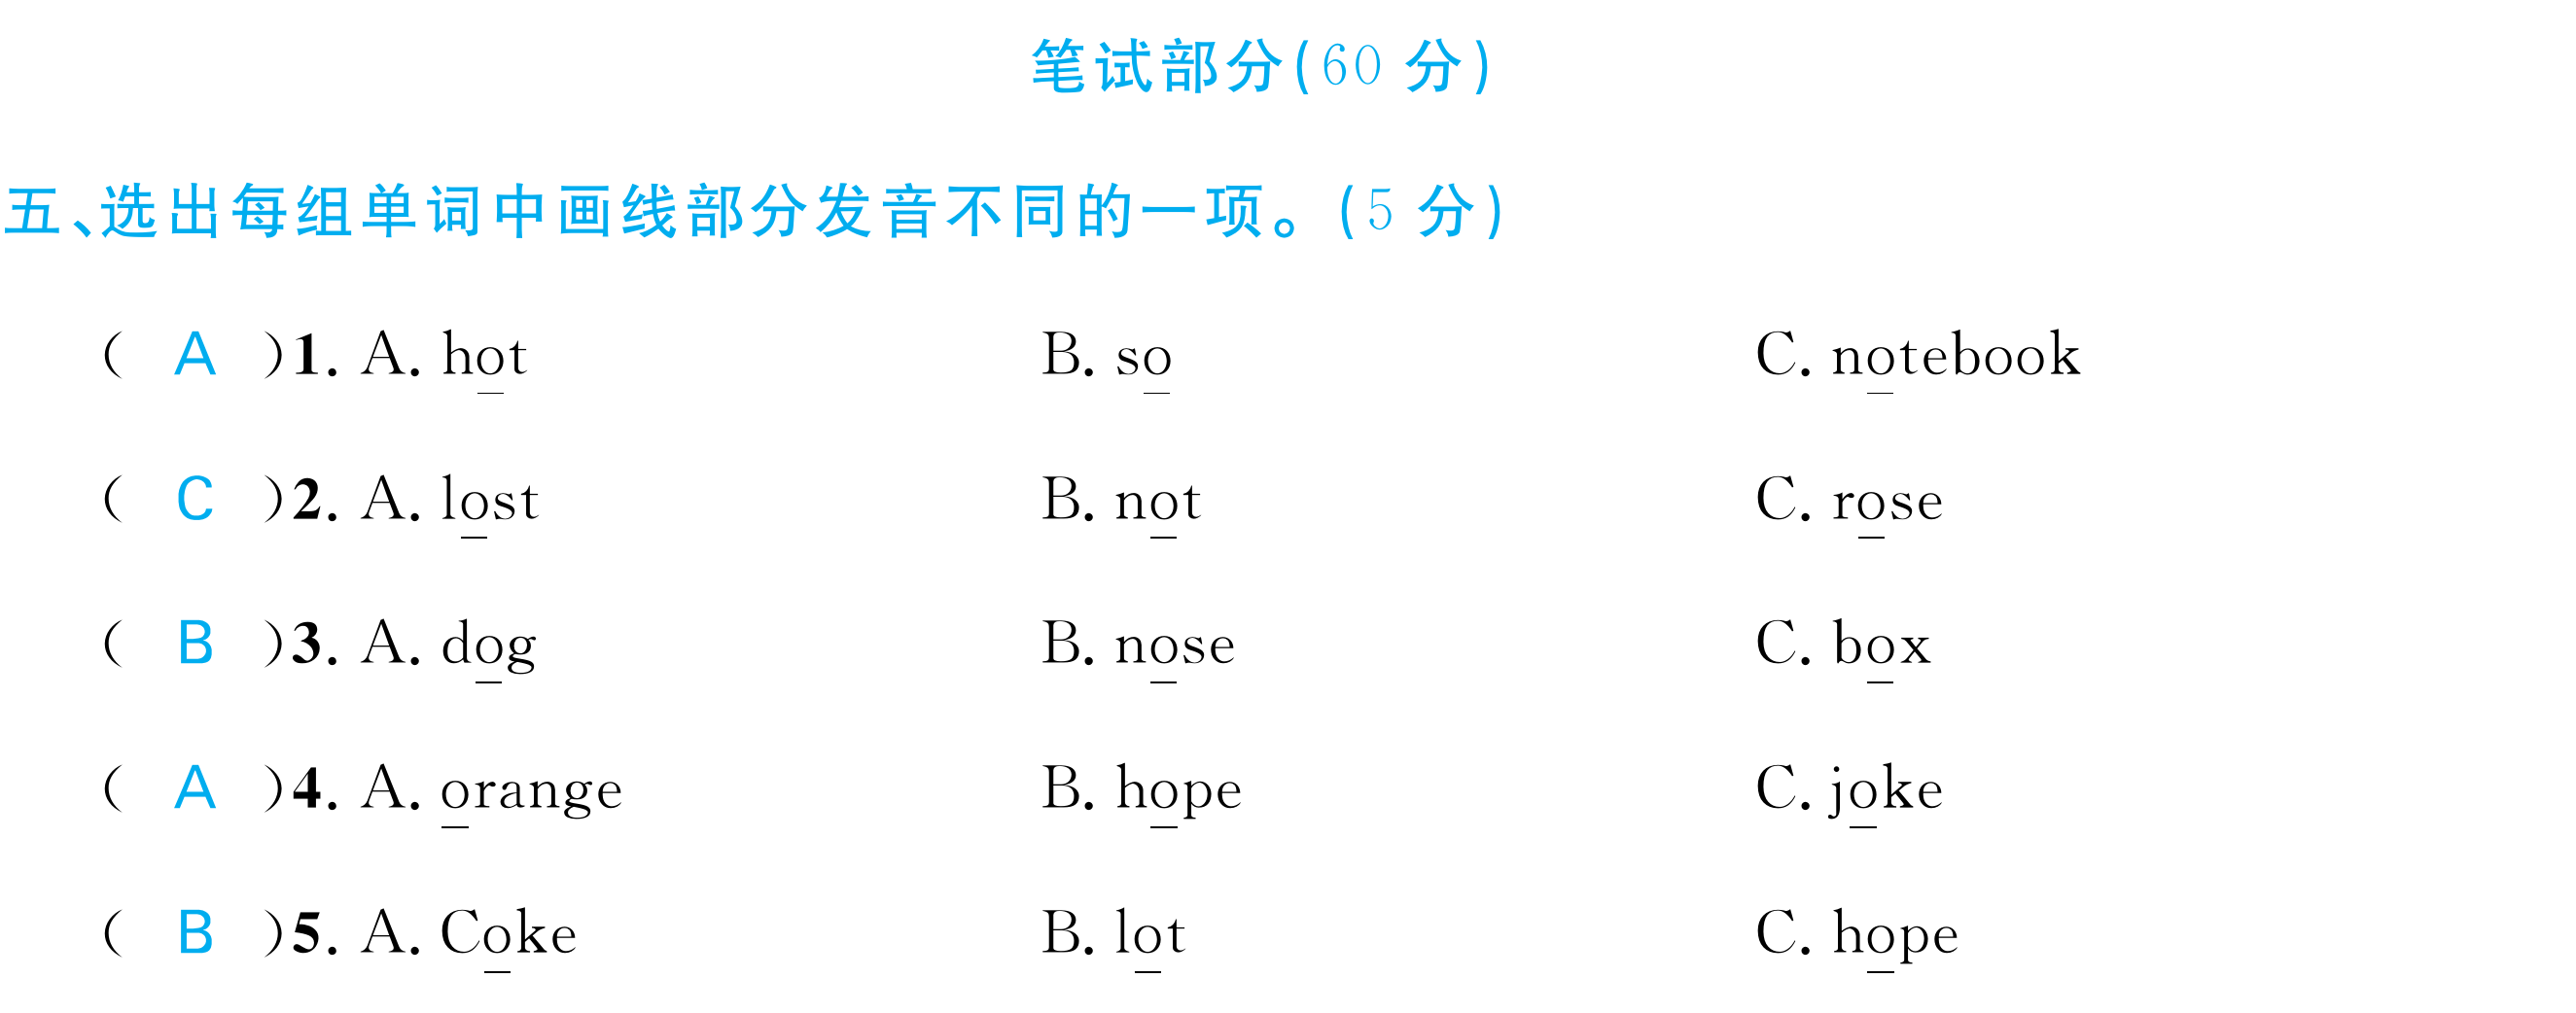 笔试部分(60 分)
五、选出每组单词中画线部分发音不同的一项。(5 分)
( A )1. A. hot B. so C. notebook
( C )2. A. lost B. not C. rose
( B )3. A. dog B. nose C. box
( A )4. A. orange B. hope C. joke
( B )5. A. Coke B. lot C. hope